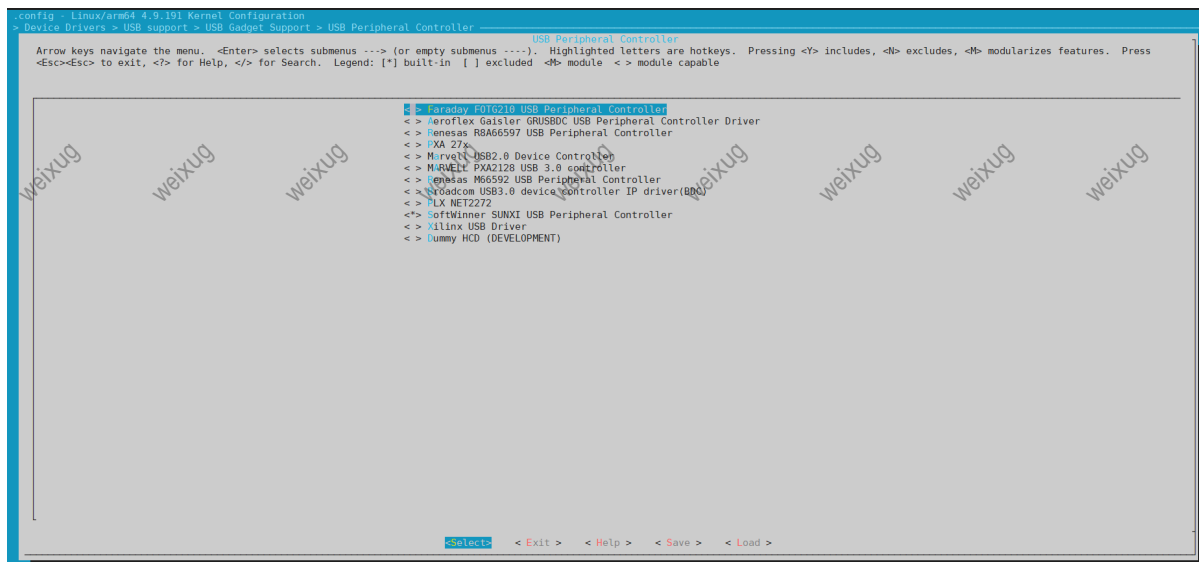 .config - Linux/arm64 4.9.191 Kernel Configuration
> Device Drivers > USB support > USB Gadget Support > USB Peripheral Controller
USB Peripheral Controller
Arrow keys navigate the menu. <Enter> selects submenus ---> (or empty submenus ----). Highlighted letters are hotkeys. Pressing <Y> includes, <N> excludes, <M> modularizes features. Press
<Esc><Esc> to exit, <?> for Help, </> for Search. Legend: [*] built-in [ ] excluded <M> module < > module capable
< > Faraday FOTG210 USB Peripheral Controller
< > Aeroflex Gaisler GRUSBDC USB Peripheral Controller Driver
< > Renesas R8A66597 USB Peripheral Controller
< > PXA 27x
< > Marvell USB2.0 Device Controller
< > MARVELL PXA2128 USB 3.0 controller
< > Renesas M66592 USB Peripheral Controller
< > Broadcom USB3.0 device controller IP driver(BDC)
< > PLX NET2272
<*> SoftWinner SUNXI USB Peripheral Controller
< > Xilinx USB Driver
< > Dummy HCD (DEVELOPMENT)
weixug weixug weixug weixug weixug weixug weixug weixug weixug
<Select> < Exit > < Help > < Save > < Load >